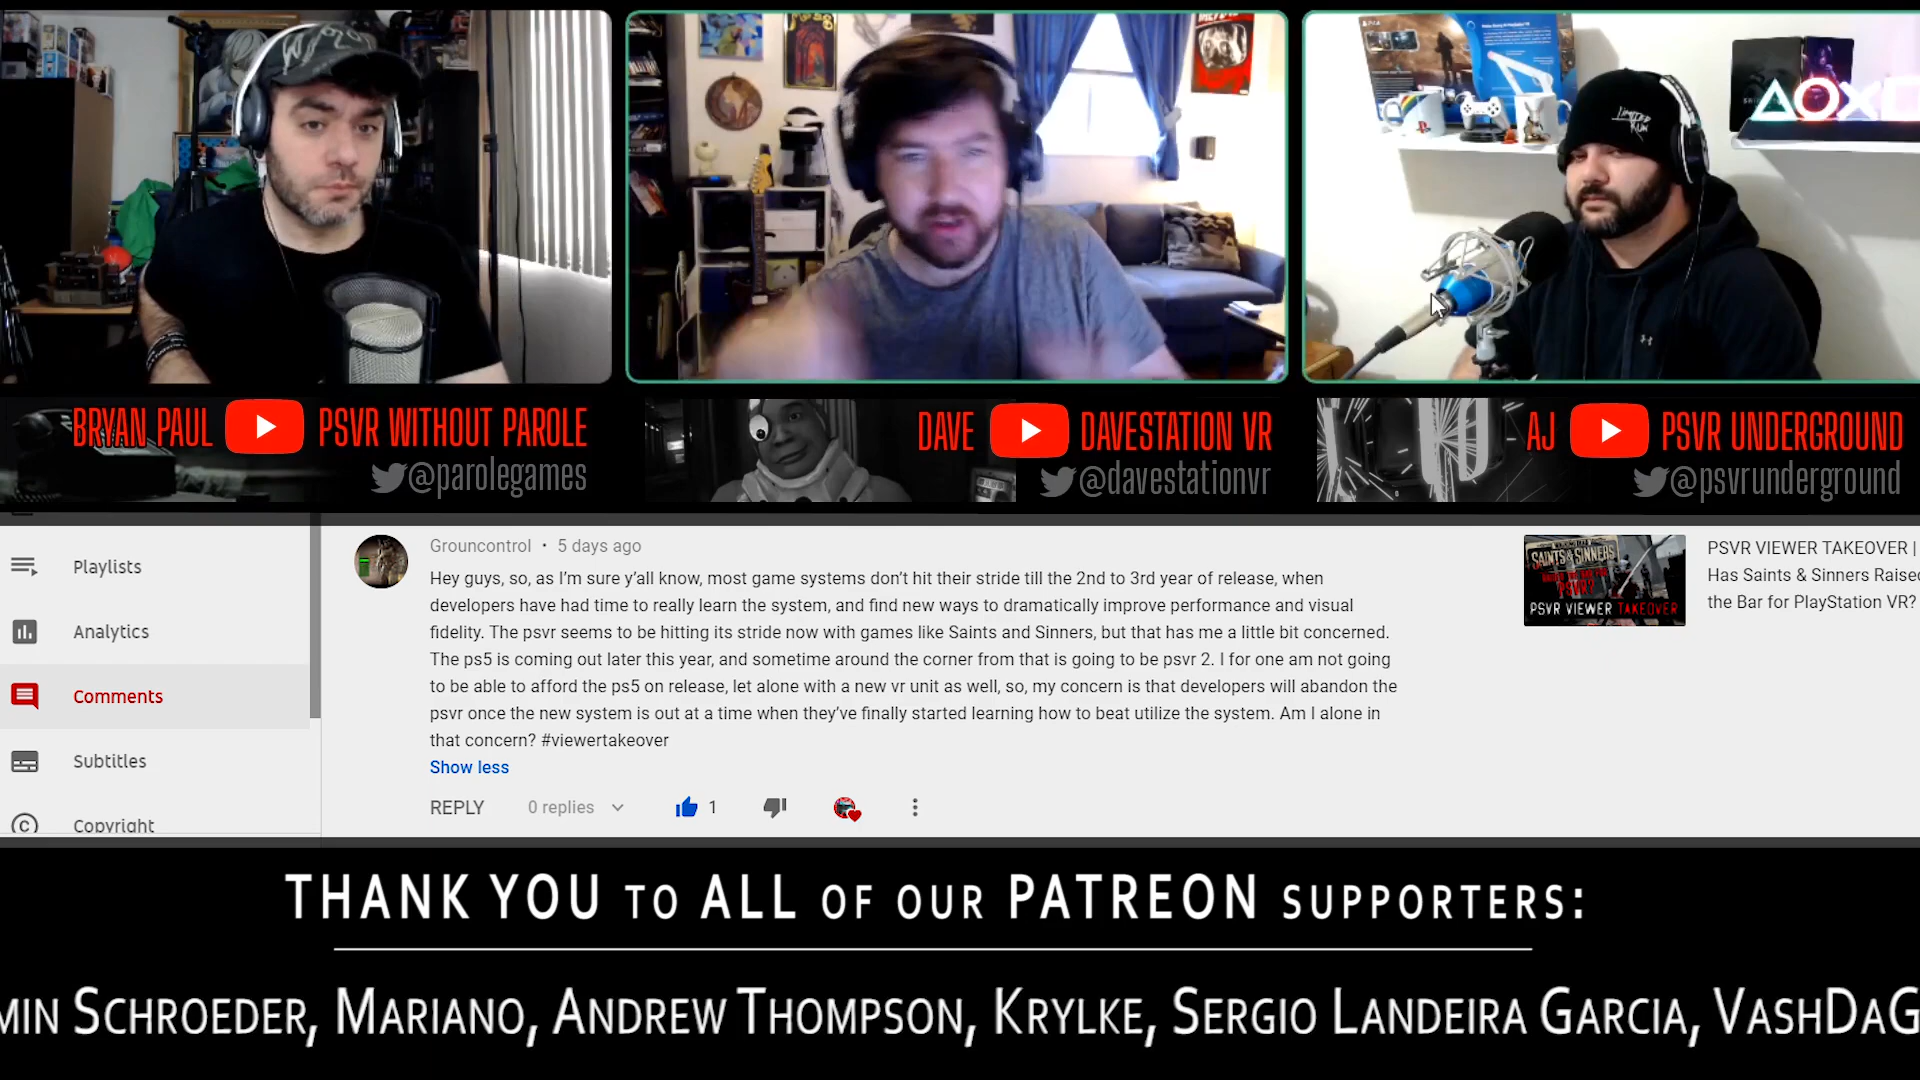 LIMITED
RUN
BRYAN PAUL PSVR WITHOUT PAROLE
@parolegames
DAVE DAVESTATION VR
@davestationvr
AJ PSVR UNDERGROUND
@psvrunderground
Playlists
Analytics
Comments
Subtitles
Copyright
Grouncontrol • 5 days ago
Hey guys, so, as I’m sure y’all know, most game systems don’t hit their stride till the 2nd to 3rd year of release, when
developers have had time to really learn the system, and find new ways to dramatically improve performance and visual
fidelity. The psvr seems to be hitting its stride now with games like Saints and Sinners, but that has me a little bit concerned.
The ps5 is coming out later this year, and sometime around the corner from that is going to be psvr 2. I for one am not going
to be able to afford the ps5 on release, let alone with a new vr unit as well, so, my concern is that developers will abandon the
psvr once the new system is out at a time when they’ve finally started learning how to beat utilize the system. Am I alone in
that concern? #viewertakeover
Show less
REPLY 0 replies 1
SAINTS & SINNERS
PSVR VIEWER TAKEOVER
PSVR VIEWER TAKEOVER |
Has Saints & Sinners Raised
the Bar for PlayStation VR?
THANK YOU TO ALL OF OUR PATREON SUPPORTERS:
MIN SCHROEDER, MARIANO, ANDREW THOMPSON, KRYLKE, SERGIO LANDEIRA GARCIA, VASHDAG